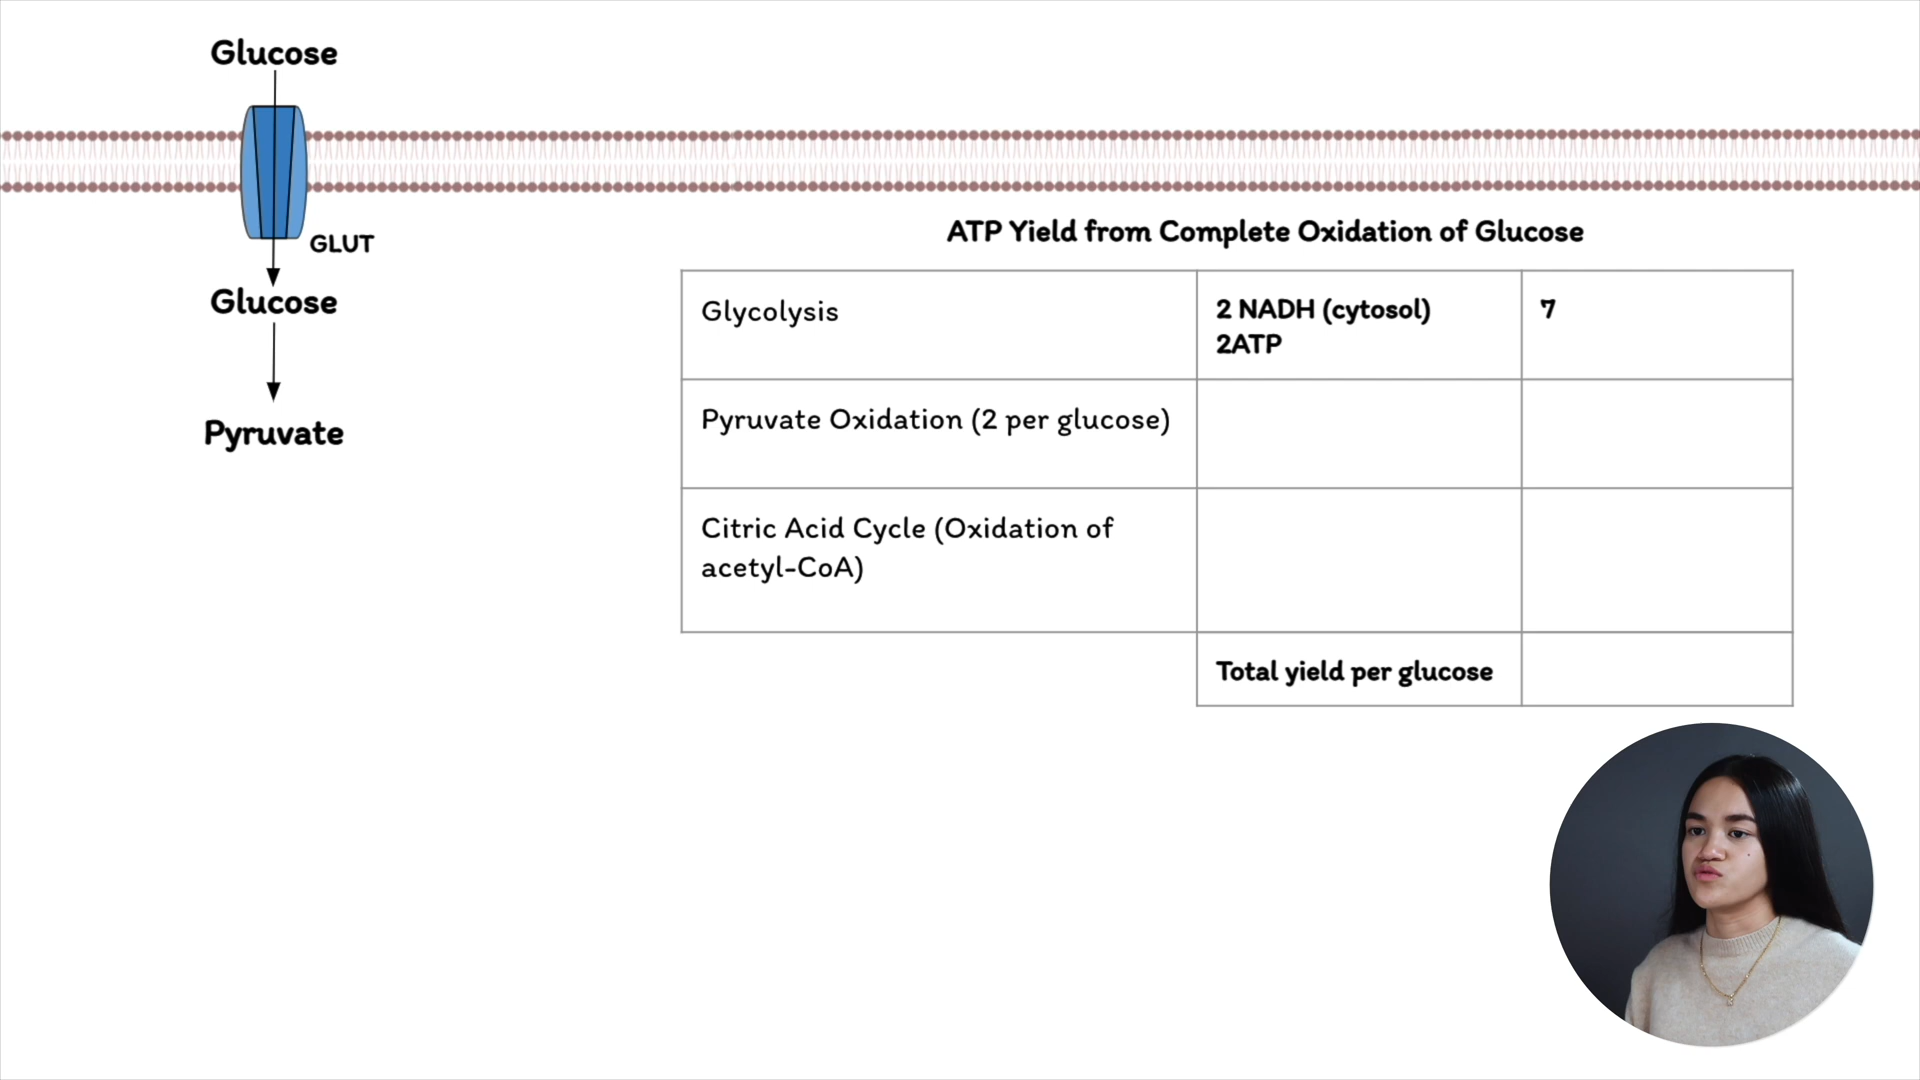 Glucose
GLUT
Glucose
Pyruvate
ATP Yield from Complete Oxidation of Glucose
Glycolysis
2 NADH (cytosol)
2ATP
7
Pyruvate Oxidation (2 per glucose)
Citric Acid Cycle (Oxidation of
acetyl-CoA)
Total yield per glucose